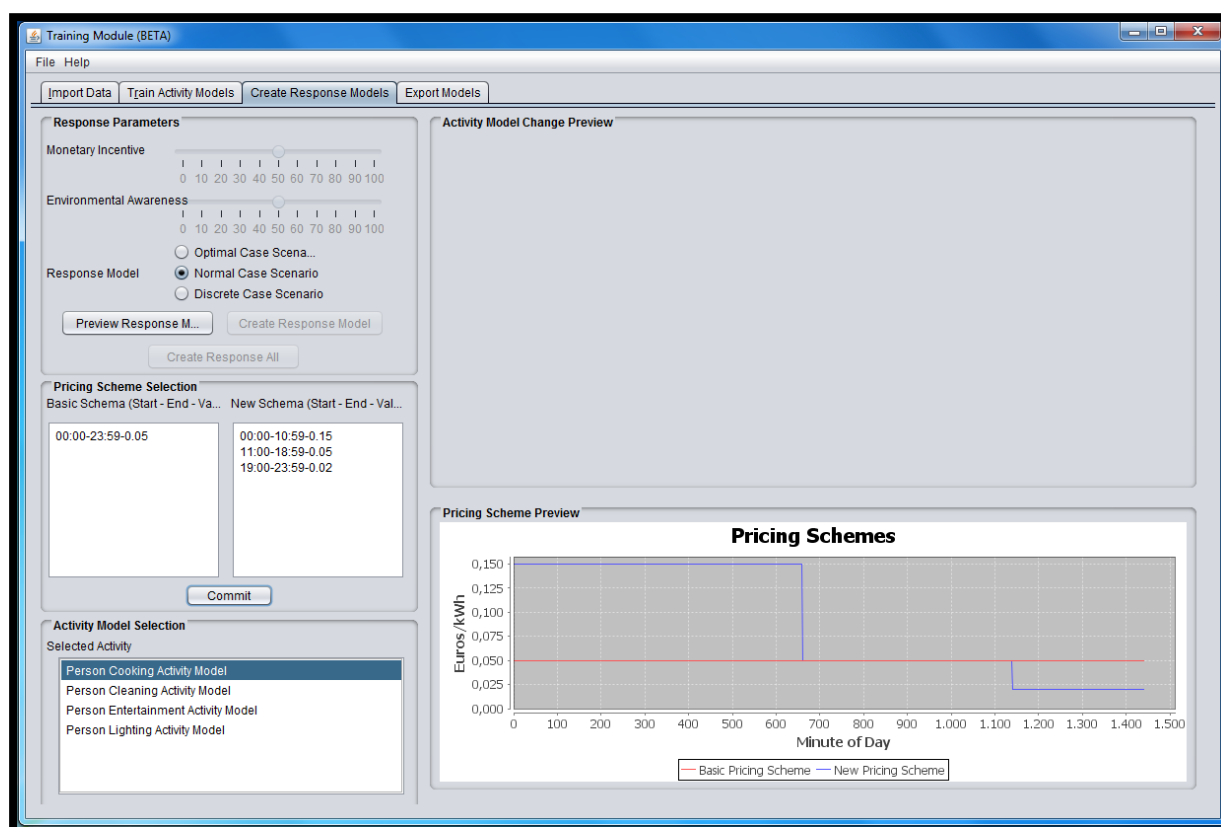 Training Module (BETA)
File Help
Import Data Train Activity Models Create Response Models Export Models
Response Parameters
Monetary Incentive
0 10 20 30 40 50 60 70 80 90 100
Environmental Awareness
0 10 20 30 40 50 60 70 80 90 100
Optimal Case Scena...
Response Model
Normal Case Scenario
Discrete Case Scenario
Preview Response M... Create Response Model
Create Response All
Pricing Scheme Selection
Basic Schema (Start - End - Va... New Schema (Start - End - Val...
00:00-23:59-0.05
00:00-10:59-0.15
11:00-18:59-0.05
19:00-23:59-0.02
Commit
Activity Model Selection
Selected Activity
Person Cooking Activity Model
Person Cleaning Activity Model
Person Entertainment Activity Model
Person Lighting Activity Model
Activity Model Change Preview
Pricing Scheme Preview
Pricing Schemes
Euros/kWh
0,150
0,125
0,100
0,075
0,050
0,025
0,000
0 100 200 300 400 500 600 700 800 900 1.000 1.100 1.200 1.300 1.400 1.500
Minute of Day
Basic Pricing Scheme New Pricing Scheme